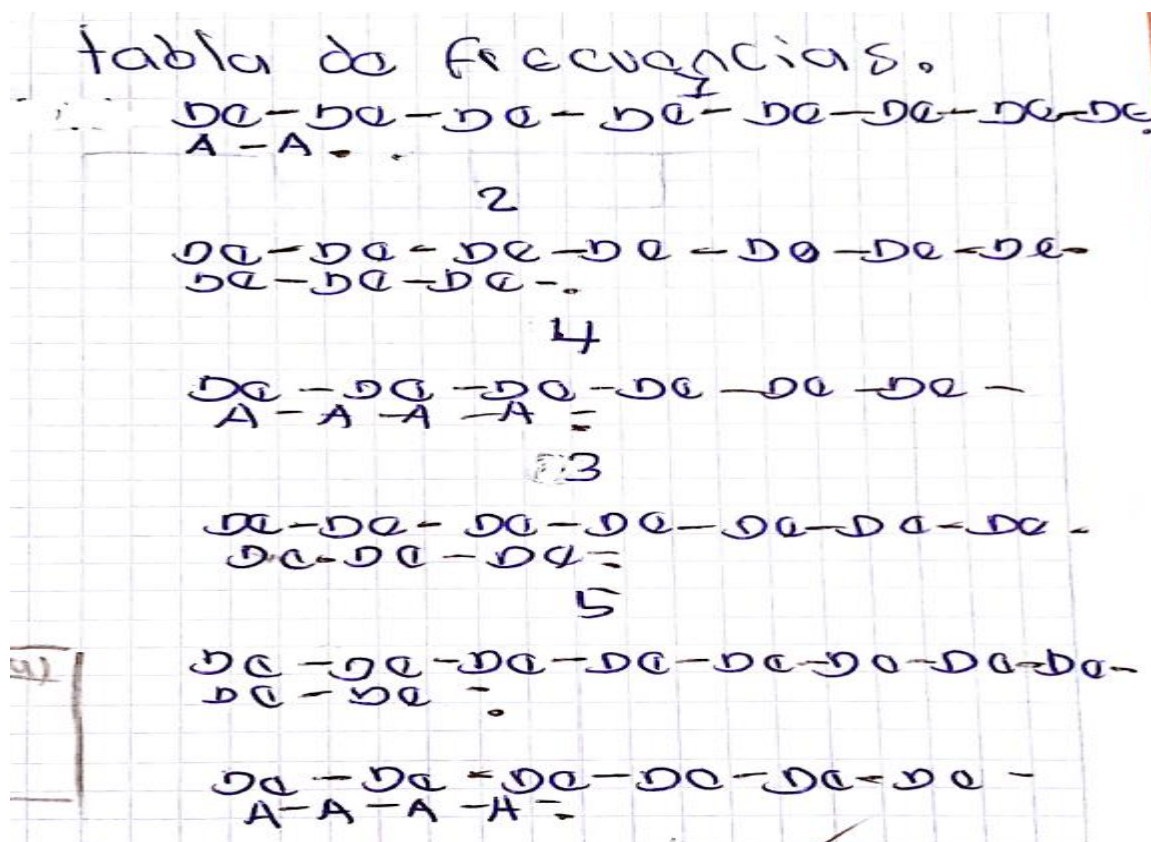 tabla de frecuencias.
1
De - De - De - De - De - De - De - De
A - A.
2
De - De - De - De - De - De - De -
De - De - De -.
4
De - De - De - De - De - De -
A - A - A - A =
3
De - De - De - De - De - De - De -
De - De - De =
5
De - De - De - De - De - De - De - De -
De - De -.
De - De - De - De - De - De -
A - A - A - A =.